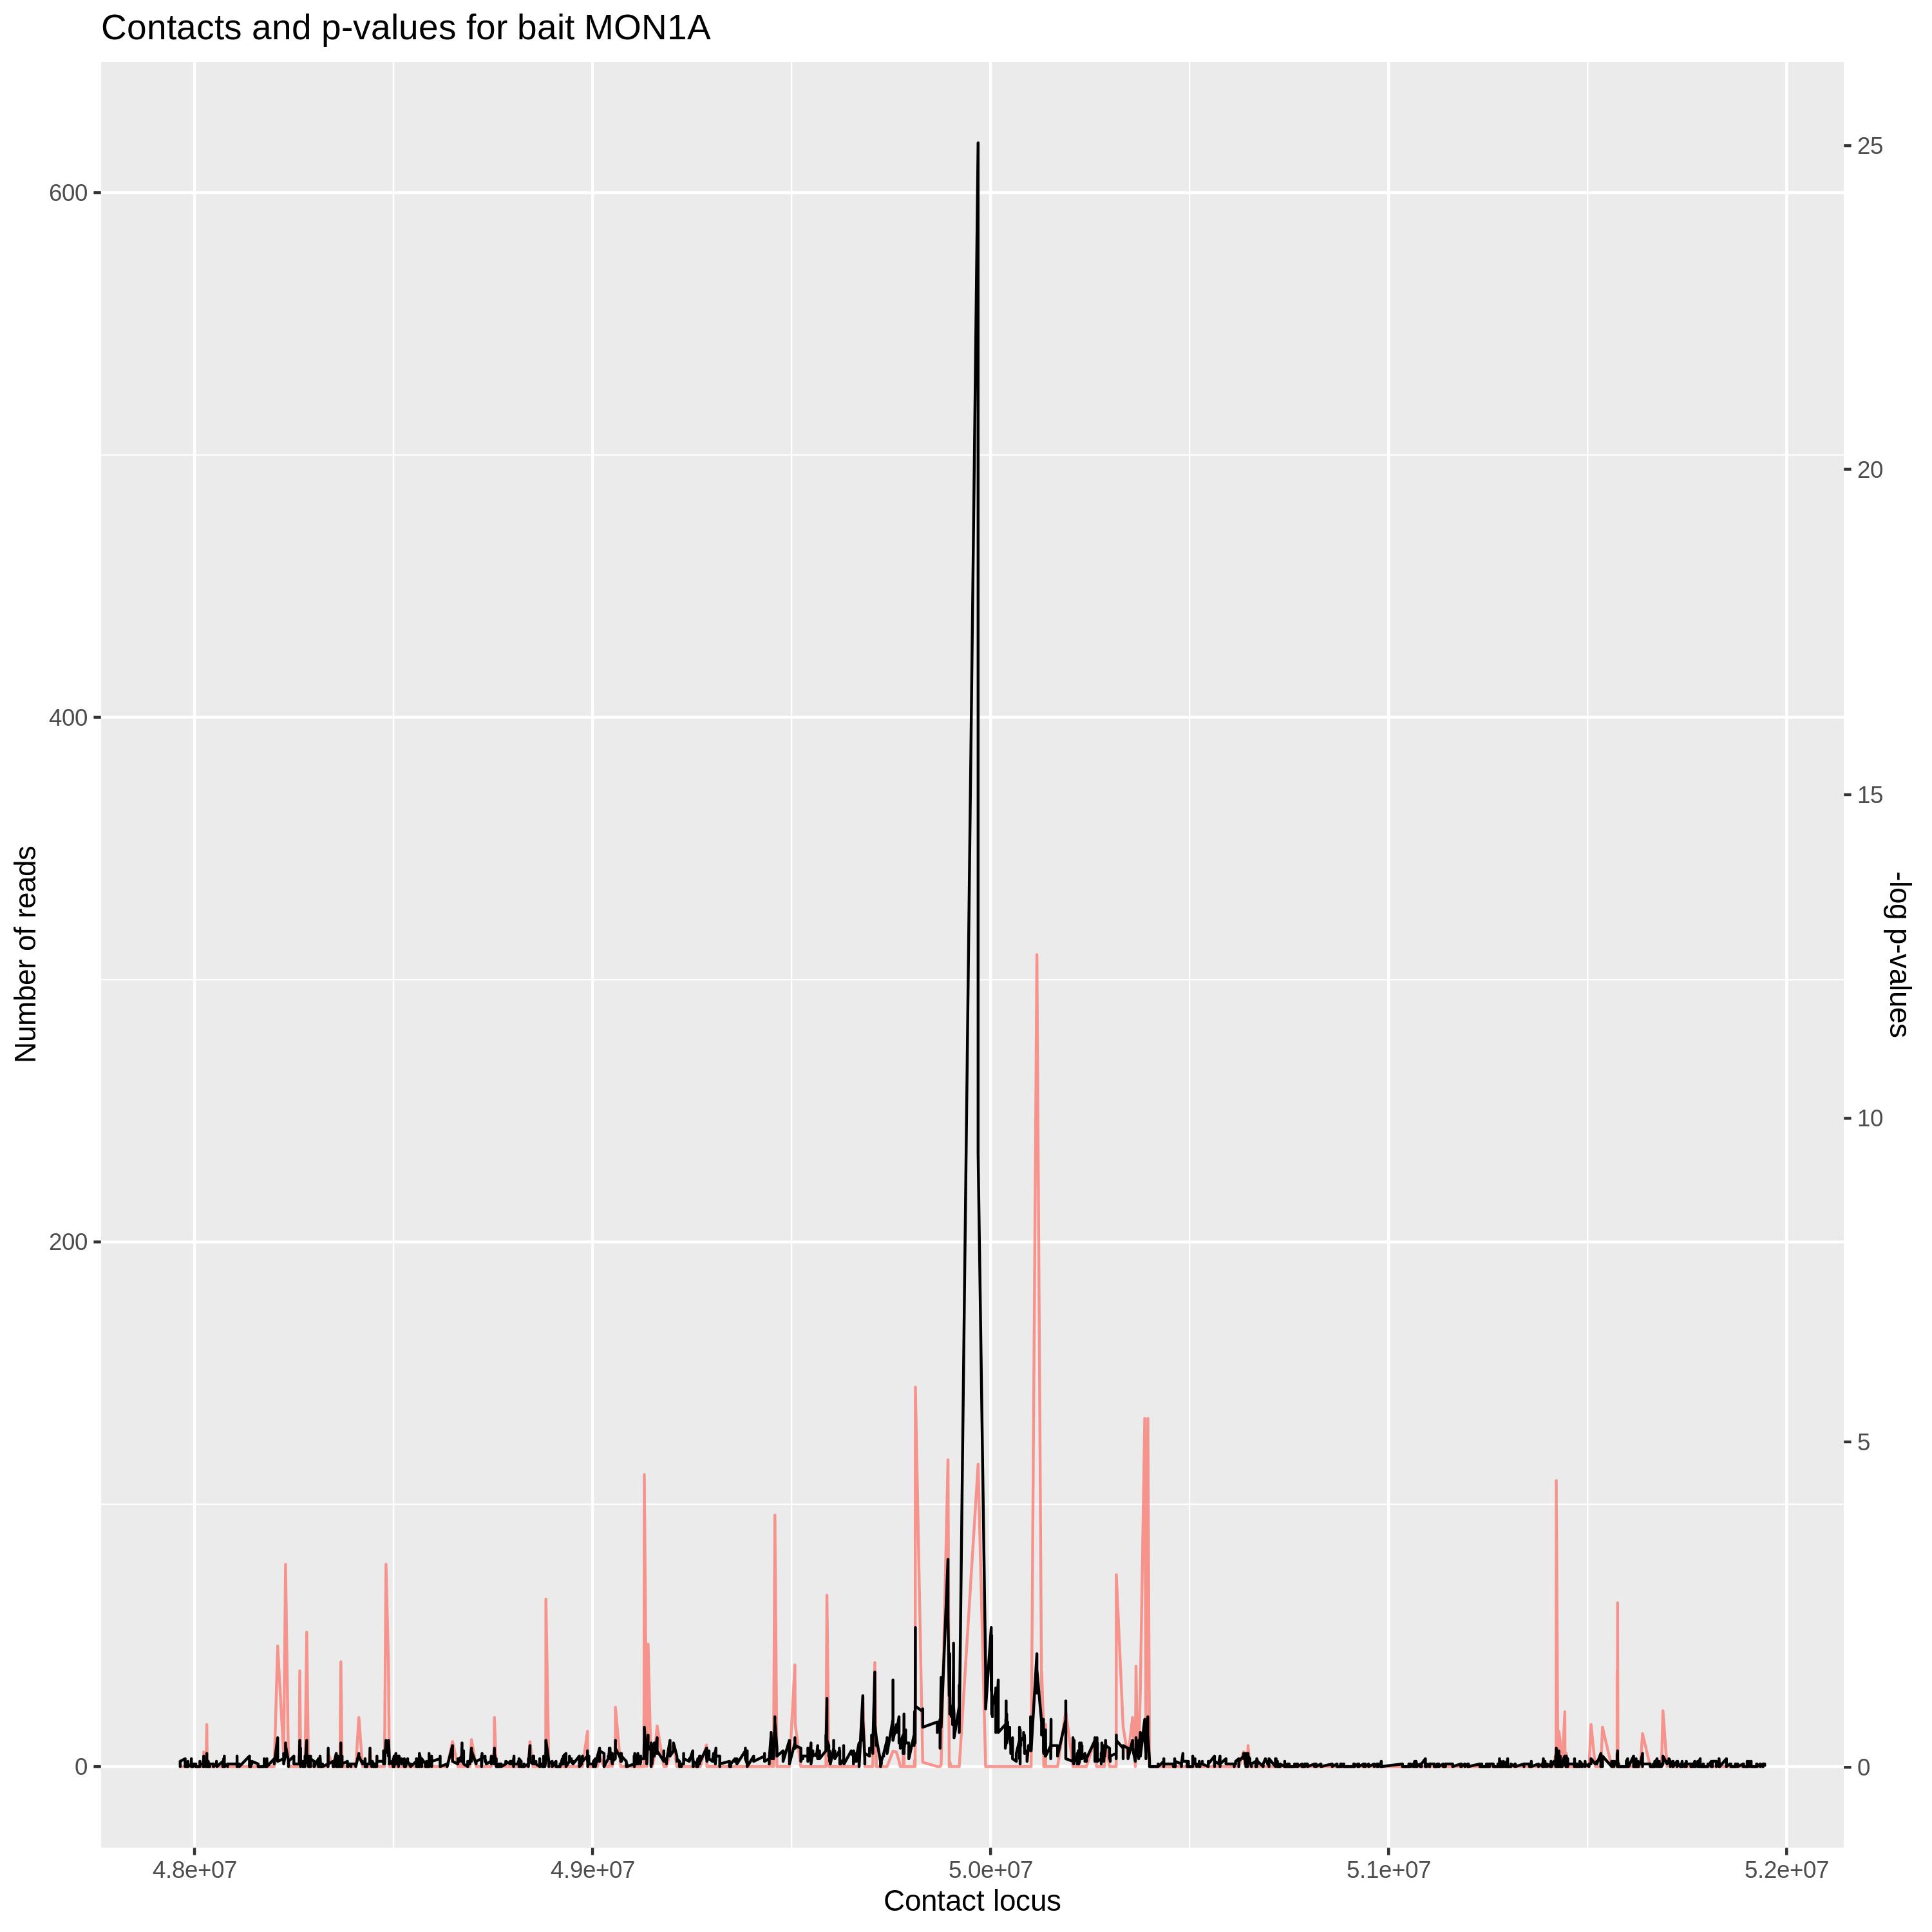 Contacts and p-values for bait MON1A
Number of reads
600
400
200
0
25
20
15
10
5
0
-log p-values
4.8e+07
4.9e+07
5.0e+07
5.1e+07
5.2e+07
Contact locus